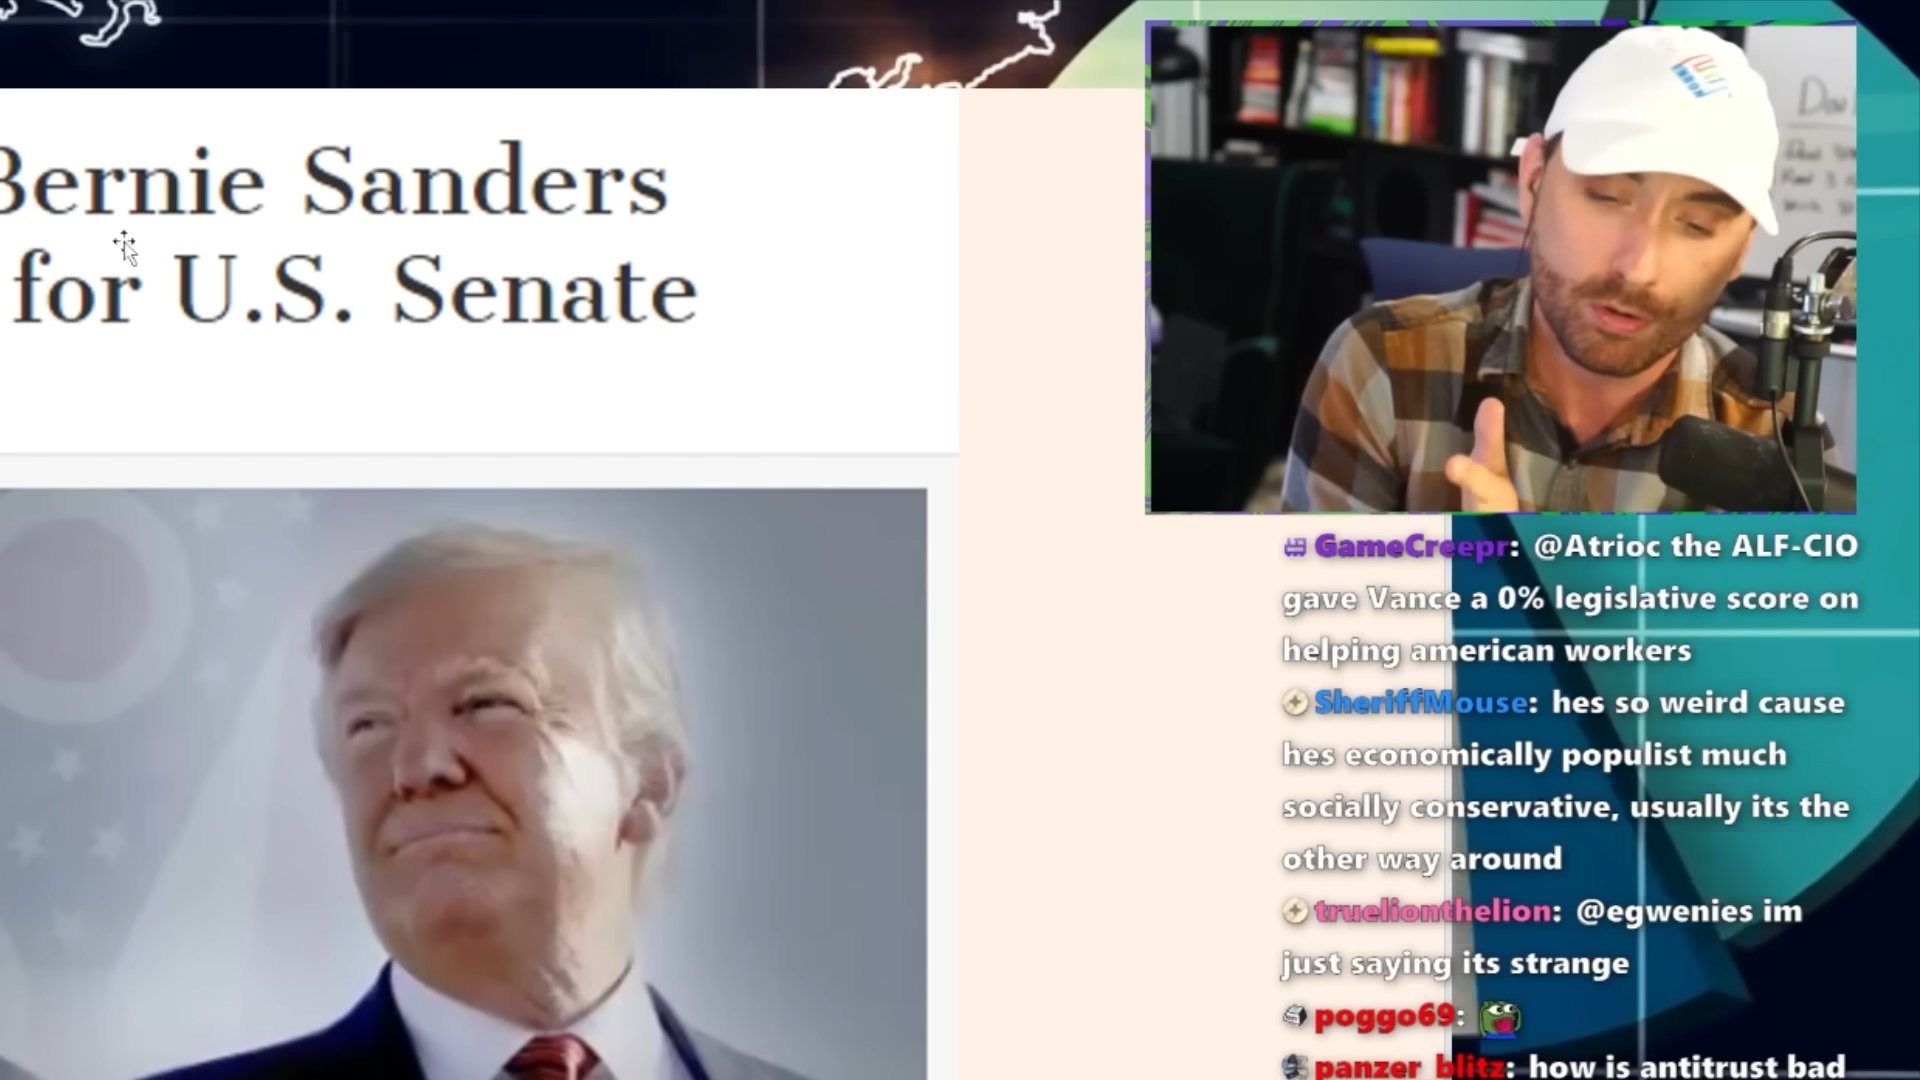 Bernie Sanders
for U.S. Senate
GameCreepr: @Atrioc the ALF-CIO
gave Vance a 0% legislative score on
helping american workers
SheriffMouse: hes so weird cause
hes economically populist much
socially conservative, usually its the
other way around
truelionthelion: @egwenies im
just saying its strange
poggo69:
panzer_blitz: how is antitrust bad